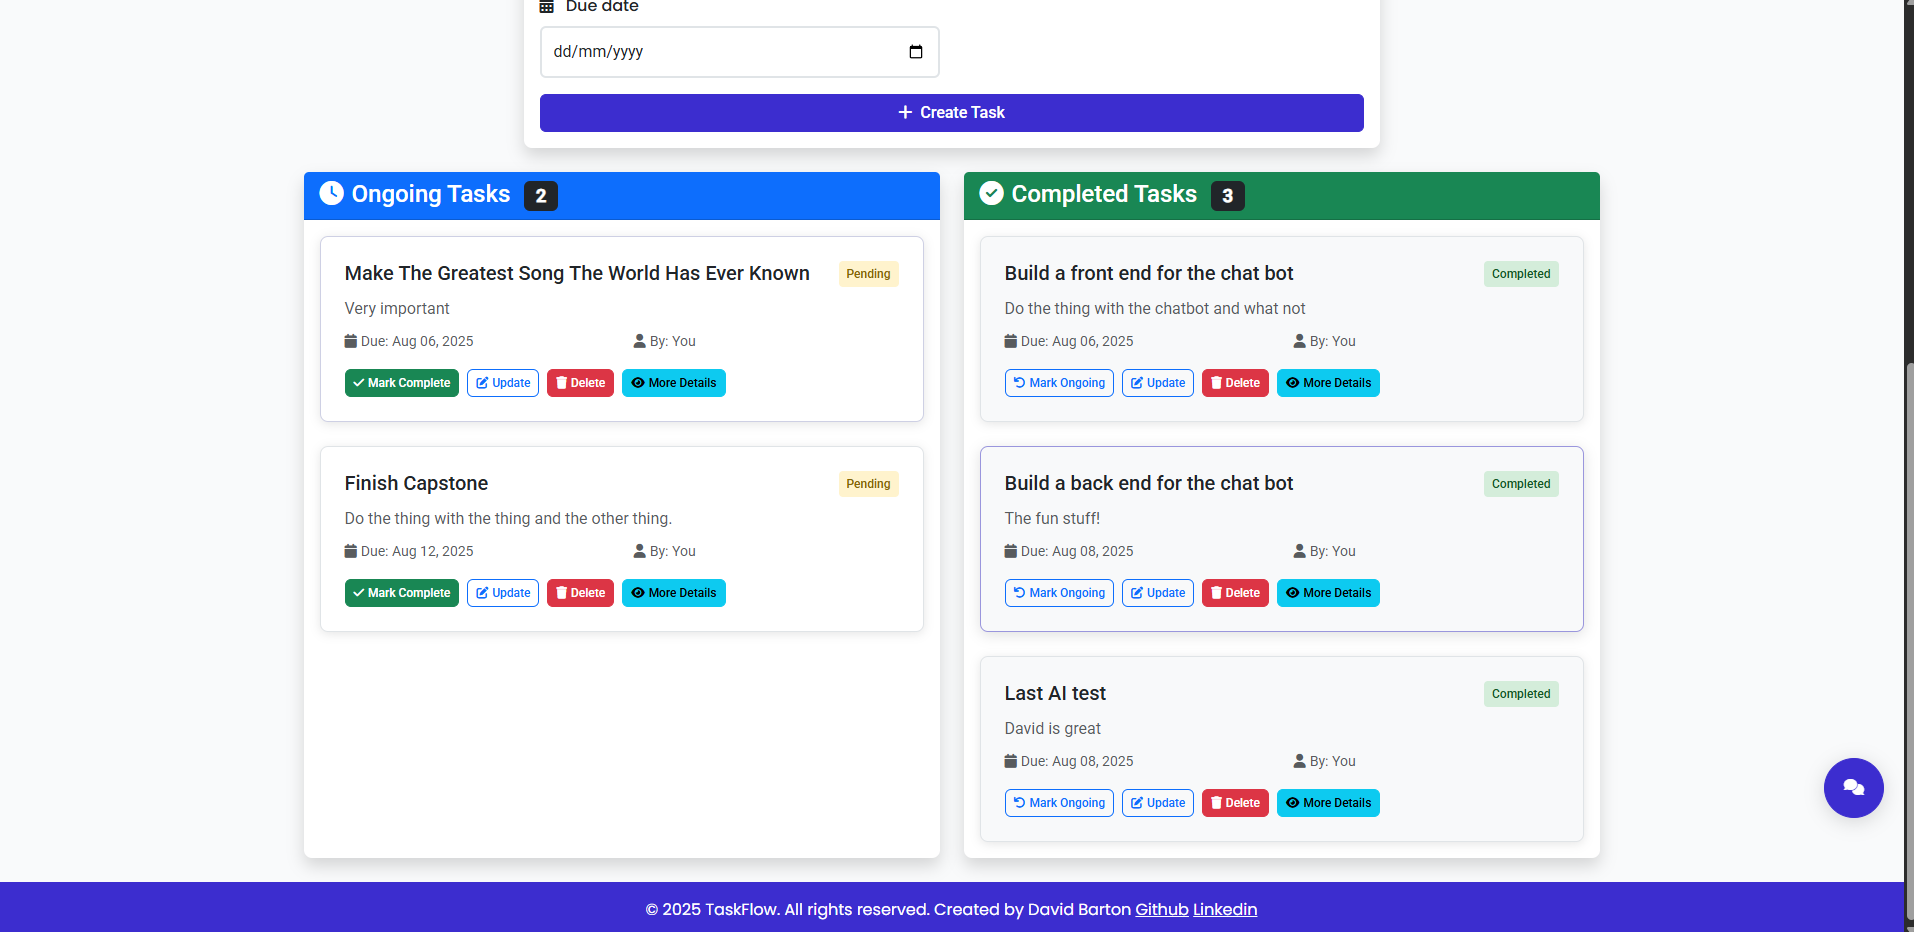 Due date
dd/mm/yyyy
Create Task
Ongoing Tasks 2
Make The Greatest Song The World Has Ever Known Pending
Very important
Due: Aug 06, 2025 By: You
Mark Complete Update Delete More Details
Finish Capstone Pending
Do the thing with the thing and the other thing.
Due: Aug 12, 2025 By: You
Mark Complete Update Delete More Details
Completed Tasks 3
Build a front end for the chat bot Completed
Do the thing with the chatbot and what not
Due: Aug 06, 2025 By: You
Mark Ongoing Update Delete More Details
Build a back end for the chat bot Completed
The fun stuff!
Due: Aug 08, 2025 By: You
Mark Ongoing Update Delete More Details
Last AI test Completed
David is great
Due: Aug 08, 2025 By: You
Mark Ongoing Update Delete More Details
© 2025 TaskFlow. All rights reserved. Created by David Barton Github Linkedin